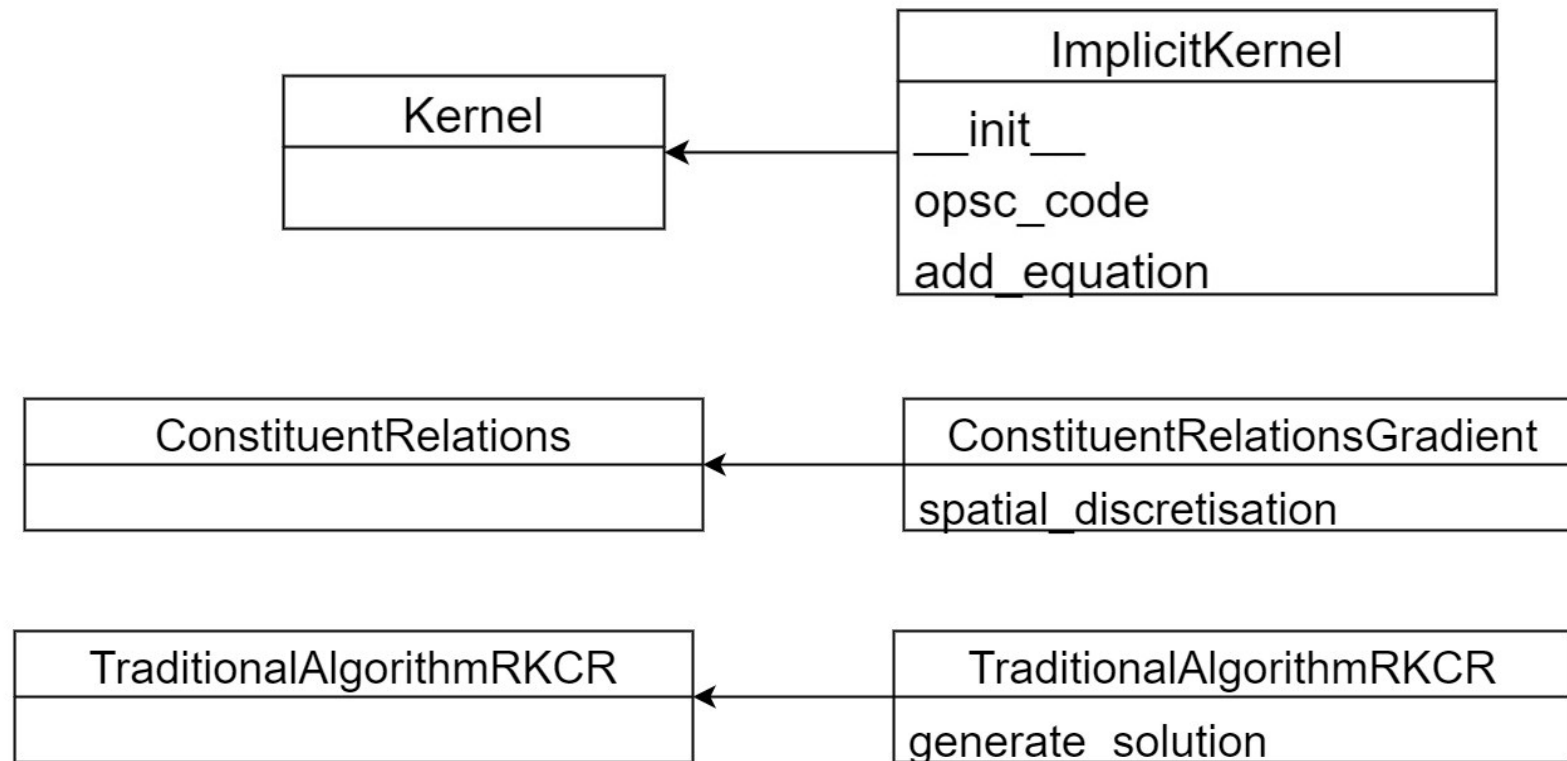 Kernel
ImplicitKernel
__init__
opsc_code
add_equation
ConstituentRelations
ConstituentRelationsGradient
spatial_discretisation
TraditionalAlgorithmRKCR
TraditionalAlgorithmRKCR
generate_solution